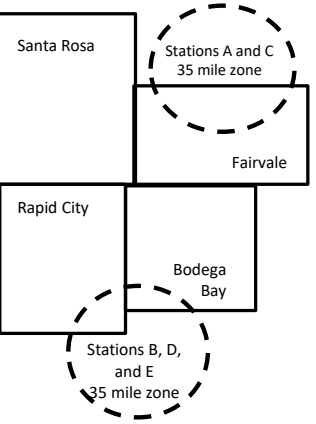 Santa Rosa
Stations A and C
35 mile zone
Fairvale
Rapid City
Bodega
Bay
Stations B, D,
and E
35 mile zone